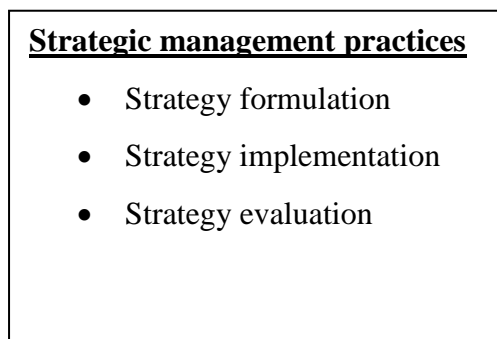 Strategic management practices
• Strategy formulation
• Strategy implementation
• Strategy evaluation